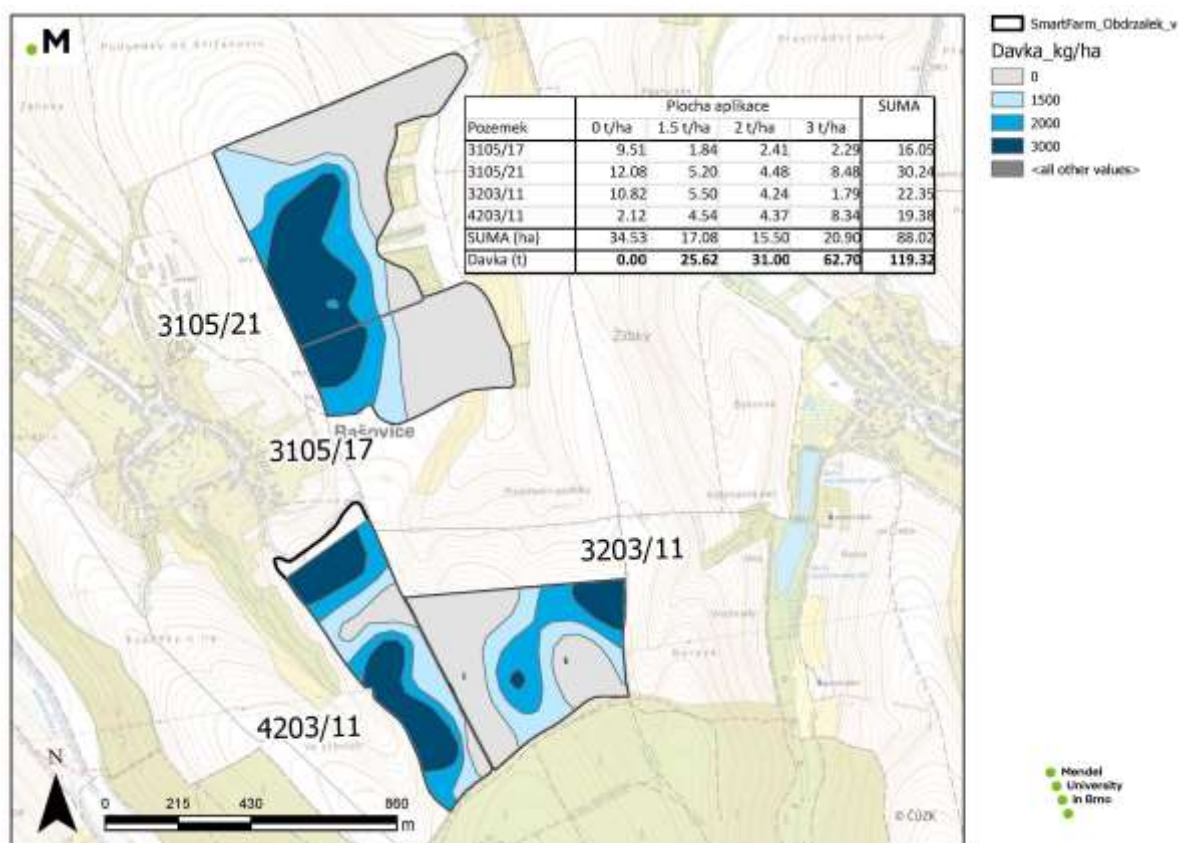 .M
SmartFarm_Obdrzalek_v
Davka_kg/ha
0
1500
2000
3000
<all other values>
Plocha aplikace SUMA
Pozemek 0 t/ha 1.5 t/ha 2 t/ha 3 t/ha
3105/17 9.51 1.84 2.41 2.29 16.05
3105/21 12.08 5.20 4.48 8.48 30.24
3203/11 10.82 5.50 4.24 1.79 22.35
4203/11 2.12 4.54 4.37 8.34 19.38
SUMA (ha) 34.53 17.08 15.50 20.90 88.02
Davka (t) 0.00 25.62 31.00 62.70 119.32
3105/21
Žlíbky
3105/17
Rašovice
3203/11
4203/11
N
0 215 430 860
m
© ČÚZK
Mendel
University
in Brno